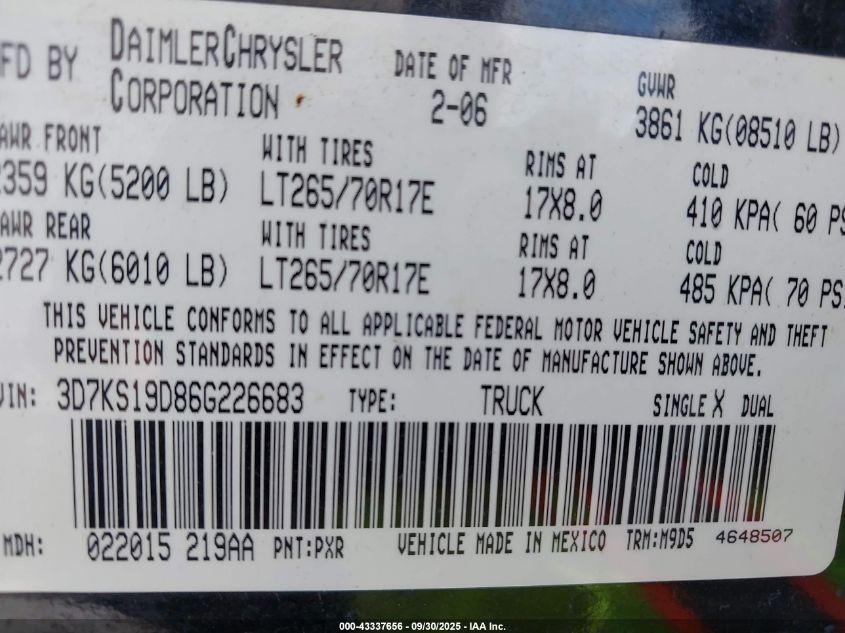 FD BY DAIMLERCHRYSLER CORPORATION DATE OF MFR 2-06 GVWR 3861 KG(08510 LB)
AWR FRONT WITH TIRES RIMS AT COLD
2359 KG(5200 LB) LT265/70R17E 17X8.0 410 KPA( 60 PS
AWR REAR WITH TIRES RIMS AT COLD
2727 KG(6010 LB) LT265/70R17E 17X8.0 485 KPA( 70 PS
THIS VEHICLE CONFORMS TO ALL APPLICABLE FEDERAL MOTOR VEHICLE SAFETY AND THEFT
PREVENTION STANDARDS IN EFFECT ON THE DATE OF MANUFACTURE SHOWN ABOVE.
VIN: 3D7KS19D86G226683 TYPE: TRUCK SINGLE X DUAL
MDH: 022015 219AA PNT:PXR VEHICLE MADE IN MEXICO TRM:M9D5 4648507
000-43337656 - 09/30/2025 - IAA Inc.